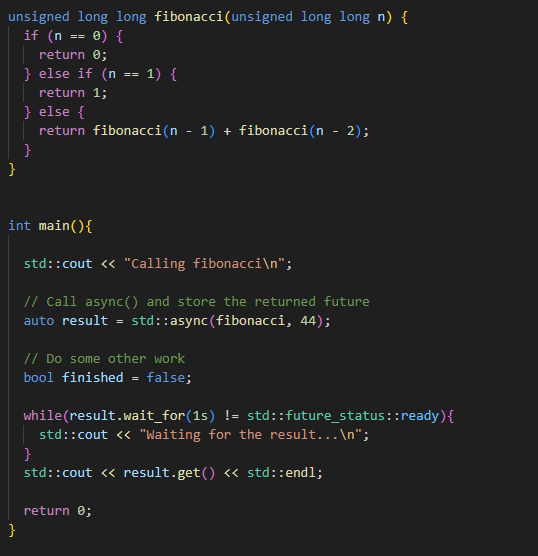 unsigned long long fibonacci(unsigned long long n) {
  if (n == 0) {
    return 0;
  } else if (n == 1) {
    return 1;
  } else {
    return fibonacci(n - 1) + fibonacci(n - 2);
  }
}
int main(){
  std::cout << "Calling fibonacci\n";
  // Call async() and store the returned future
  auto result = std::async(fibonacci, 44);
  // Do some other work
  bool finished = false;
  while(result.wait_for(1s) != std::future_status::ready){
    std::cout << "Waiting for the result...\n";
  }
  std::cout << result.get() << std::endl;
  return 0;
}